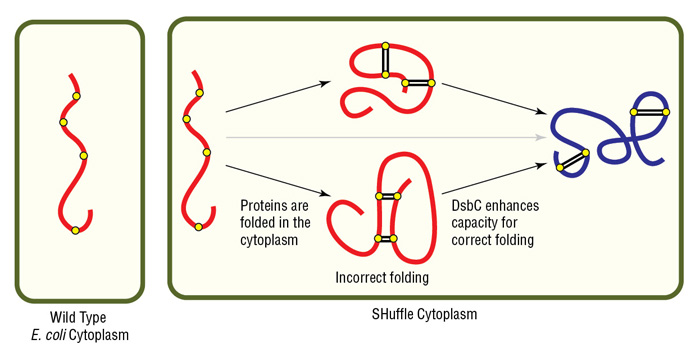 Proteins are
folded in the
cytoplasm
DsbC enhances
capacity for
correct folding
Incorrect folding
Wild Type
E. coli Cytoplasm
SHuffle Cytoplasm